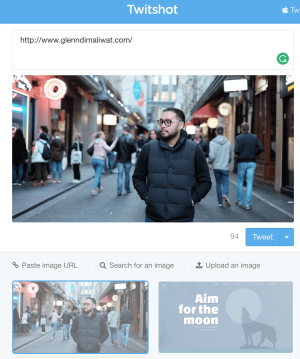 Twitshot
Tw
http://www.glenndimaliwat.com/
94
Tweet
Paste image URL
Search for an image
Upload an image
Aim
for the
moon